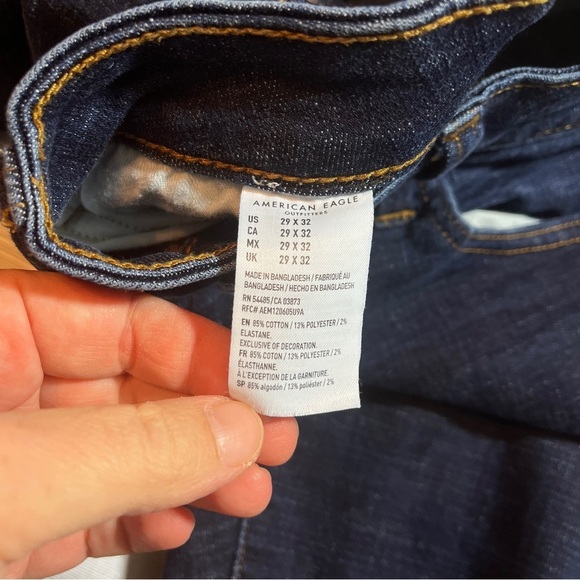 AMERICAN EAGLE
OUTFITTERS
US 29 X 32
CA 29 X 32
MX 29 X 32
UK 29 X 32
MADE IN BANGLADESH / FABRIQUÉ AU
BANGLADESH / HECHO EN BANGLADESH
RN 54485/CA 03873
RFC# AEM120605U9A
EN 85% COTTON / 13% POLYESTER / 2%
ELASTANE.
EXCLUSIVE OF DECORATION.
FR 85% COTON / 13% POLYESTER / 2%
ÉLASTHANNE.
À L'EXCEPTION DE LA GARNITURE.
SP 85% algodón / 13% poliéster / 2%